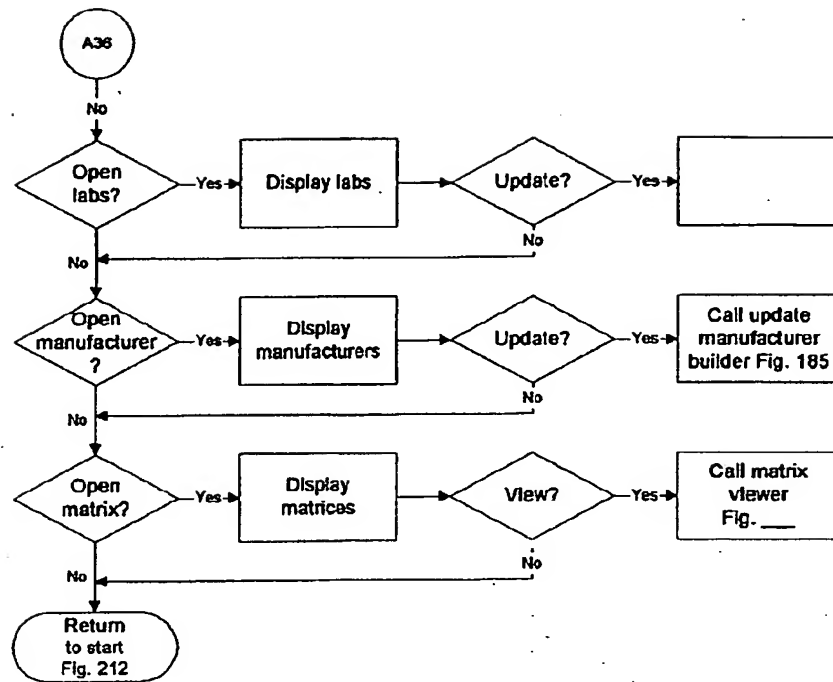 A36
No
Open
labs?
Yes
Display labs
Update?
Yes
No
No
Open
manufacturer
?
Yes
Display
manufacturers
Update?
Yes
Call update
manufacturer
builder Fig. 185
No
No
Open
matrix?
Yes
Display
matrices
View?
Yes
Call matrix
viewer
Fig. ___
No
No
Return
to start
Fig. 212